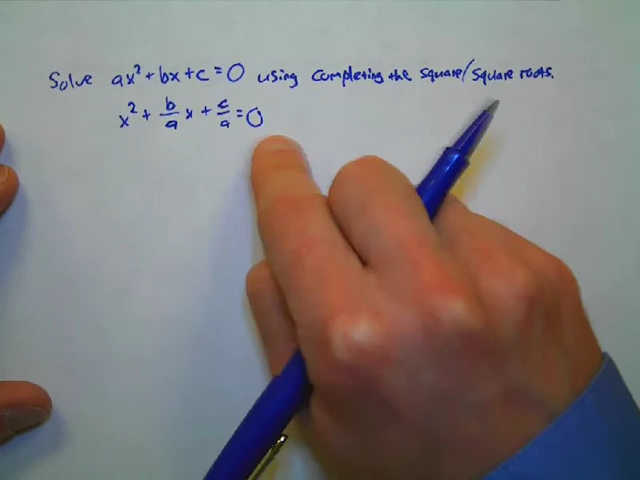 Solve ax² + bx + c = 0 using completing the square/square roots.
x² + b/a x + c/a = 0